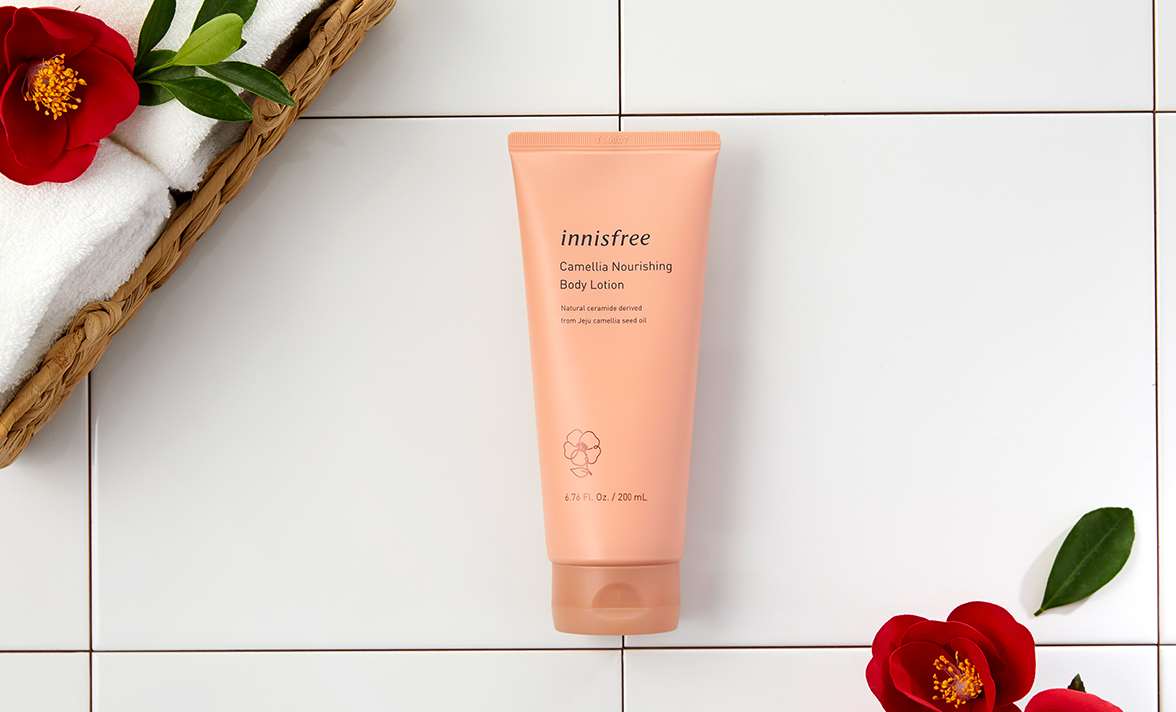 innisfree
Camellia Nourishing
Body Lotion
Natural ceramide derived
from Jeju camellia seed oil
6.76 Fl. Oz. / 200 mL